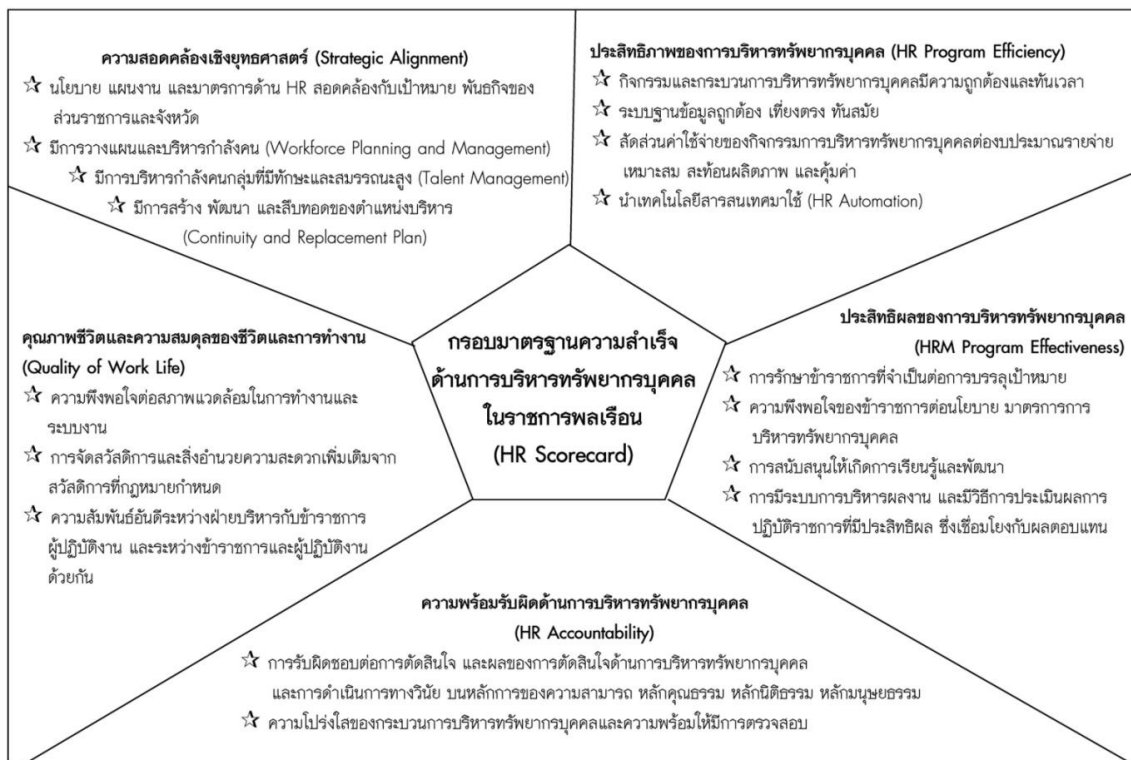 ความสอดคล้องเชิงยุทธศาสตร์ (Strategic Alignment)
☆ นโยบาย แผนงาน และมาตรการด้าน HR สอดคล้องกับเป้าหมาย พันธกิจของ
ส่วนราชการและจังหวัด
☆ มีการวางแผนและบริหารกำลังคน (Workforce Planning and Management)
☆ มีการบริหารกำลังคนกลุ่มที่มีทักษะและสมรรถนะสูง (Talent Management)
☆ มีการสร้าง พัฒนา และสืบทอดของตำแหน่งบริหาร
(Continuity and Replacement Plan)
ประสิทธิภาพของการบริหารทรัพยากรบุคคล (HR Program Efficiency)
☆ กิจกรรมและกระบวนการบริหารทรัพยากรบุคคลมีความถูกต้องและทันเวลา
☆ ระบบฐานข้อมูลถูกต้อง เที่ยงตรง ทันสมัย
☆ สัดส่วนค่าใช้จ่ายของกิจกรรมการบริหารทรัพยากรบุคคลต่องบประมาณรายจ่าย
เหมาะสม สะท้อนผลิตภาพ และคุ้มค่า
☆ นำเทคโนโลยีสารสนเทศมาใช้ (HR Automation)
คุณภาพชีวิตและความสมดุลของชีวิตและการทำงาน
(Quality of Work Life)
☆ ความพึงพอใจต่อสภาพแวดล้อมในการทำงานและ
ระบบงาน
☆ การจัดสวัสดิการและสิ่งอำนวยความสะดวกเพิ่มเติมจาก
สวัสดิการที่กฎหมายกำหนด
☆ ความสัมพันธ์อันดีระหว่างฝ่ายบริหารกับข้าราชการ
ผู้ปฏิบัติงาน และระหว่างข้าราชการและผู้ปฏิบัติงาน
ด้วยกัน
กรอบมาตรฐานความสำเร็จ
ด้านการบริหารทรัพยากรบุคคล
ในราชการพลเรือน
(HR Scorecard)
ประสิทธิผลของการบริหารทรัพยากรบุคคล
(HRM Program Effectiveness)
☆ การรักษาข้าราชการที่จำเป็นต่อการบรรลุเป้าหมาย
☆ ความพึงพอใจของข้าราชการต่อนโยบาย มาตรการการ
บริหารทรัพยากรบุคคล
☆ การสนับสนุนให้เกิดการเรียนรู้และพัฒนา
☆ การมีระบบการบริหารผลงาน และมีวิธีการประเมินผลการ
ปฏิบัติราชการที่มีประสิทธิผล ซึ่งเชื่อมโยงกับผลตอบแทน
ความพร้อมรับผิดด้านการบริหารทรัพยากรบุคคล
(HR Accountability)
☆ การรับผิดชอบต่อการตัดสินใจ และผลของการตัดสินใจด้านการบริหารทรัพยากรบุคคล
และการดำเนินการทางวินัย บนหลักการของความสามารถ หลักคุณธรรม หลักนิติธรรม หลักมนุษยธรรม
☆ ความโปร่งใสของกระบวนการบริหารทรัพยากรบุคคลและความพร้อมให้มีการตรวจสอบ